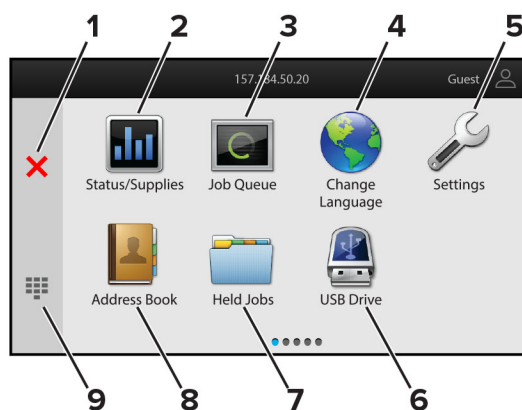 1 2 3 4 5
157.184.50.20 Guest
Status/Supplies Job Queue Change Language Settings
Address Book Held Jobs USB Drive
9 8 7 6